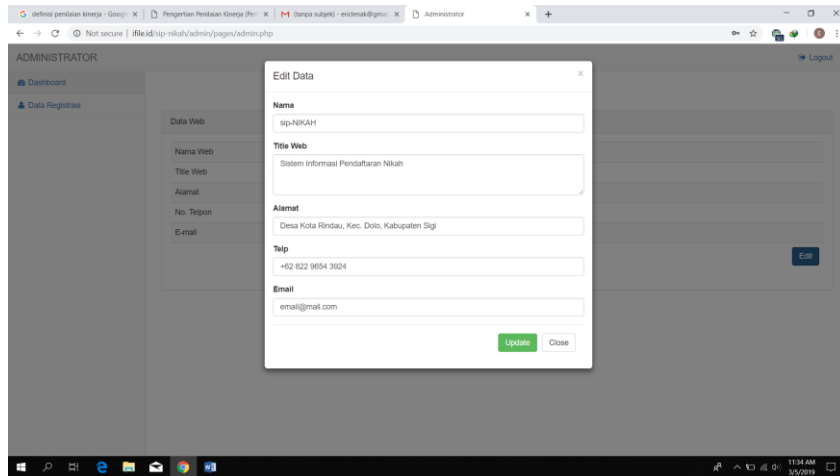 definisi penilaian kinerja - Googl
Pengertian Penilaian Kinerja (Perf
(tanpa subjek) - ericlenak@gmai
Administrator
Not secure | ifile.id/sip-nikah/admin/pages/admin.php
ADMINISTRATOR
Logout
Dashboard
Data Registrasi
Data Web
Nama Web
Title Web
Alamat
No. Telpon
E-mail
Edit
Edit Data
Nama
sip-NIKAH
Title Web
Sistem Informasi Pendaftaran Nikah
Alamat
Desa Kota Rindau, Kec. Dolo, Kabupaten Sigi
Telp
+62 822 9654 3924
Email
email@mail.com
Update
Close
11:34 AM
3/5/2019